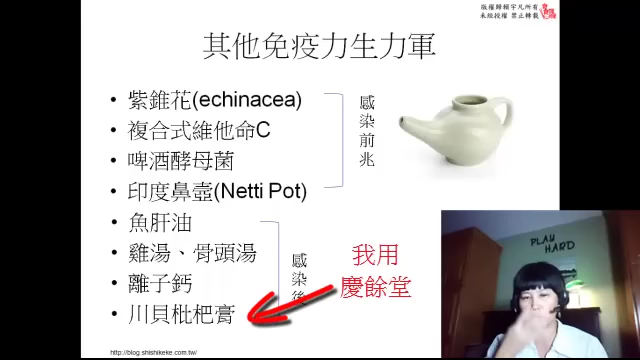 版權歸賴宇凡所有
未經授權 禁止轉載
其他免疫力生力軍
• 紫錐花(echinacea)
• 複合式維他命C
• 啤酒酵母菌
• 印度鼻壺(Netti Pot)
感染前兆
• 魚肝油
• 雞湯、骨頭湯
• 離子鈣
• 川貝枇杷膏
感染後
我用
慶餘堂
PLAY
HARD
http://blog.shishikeke.com.tw/